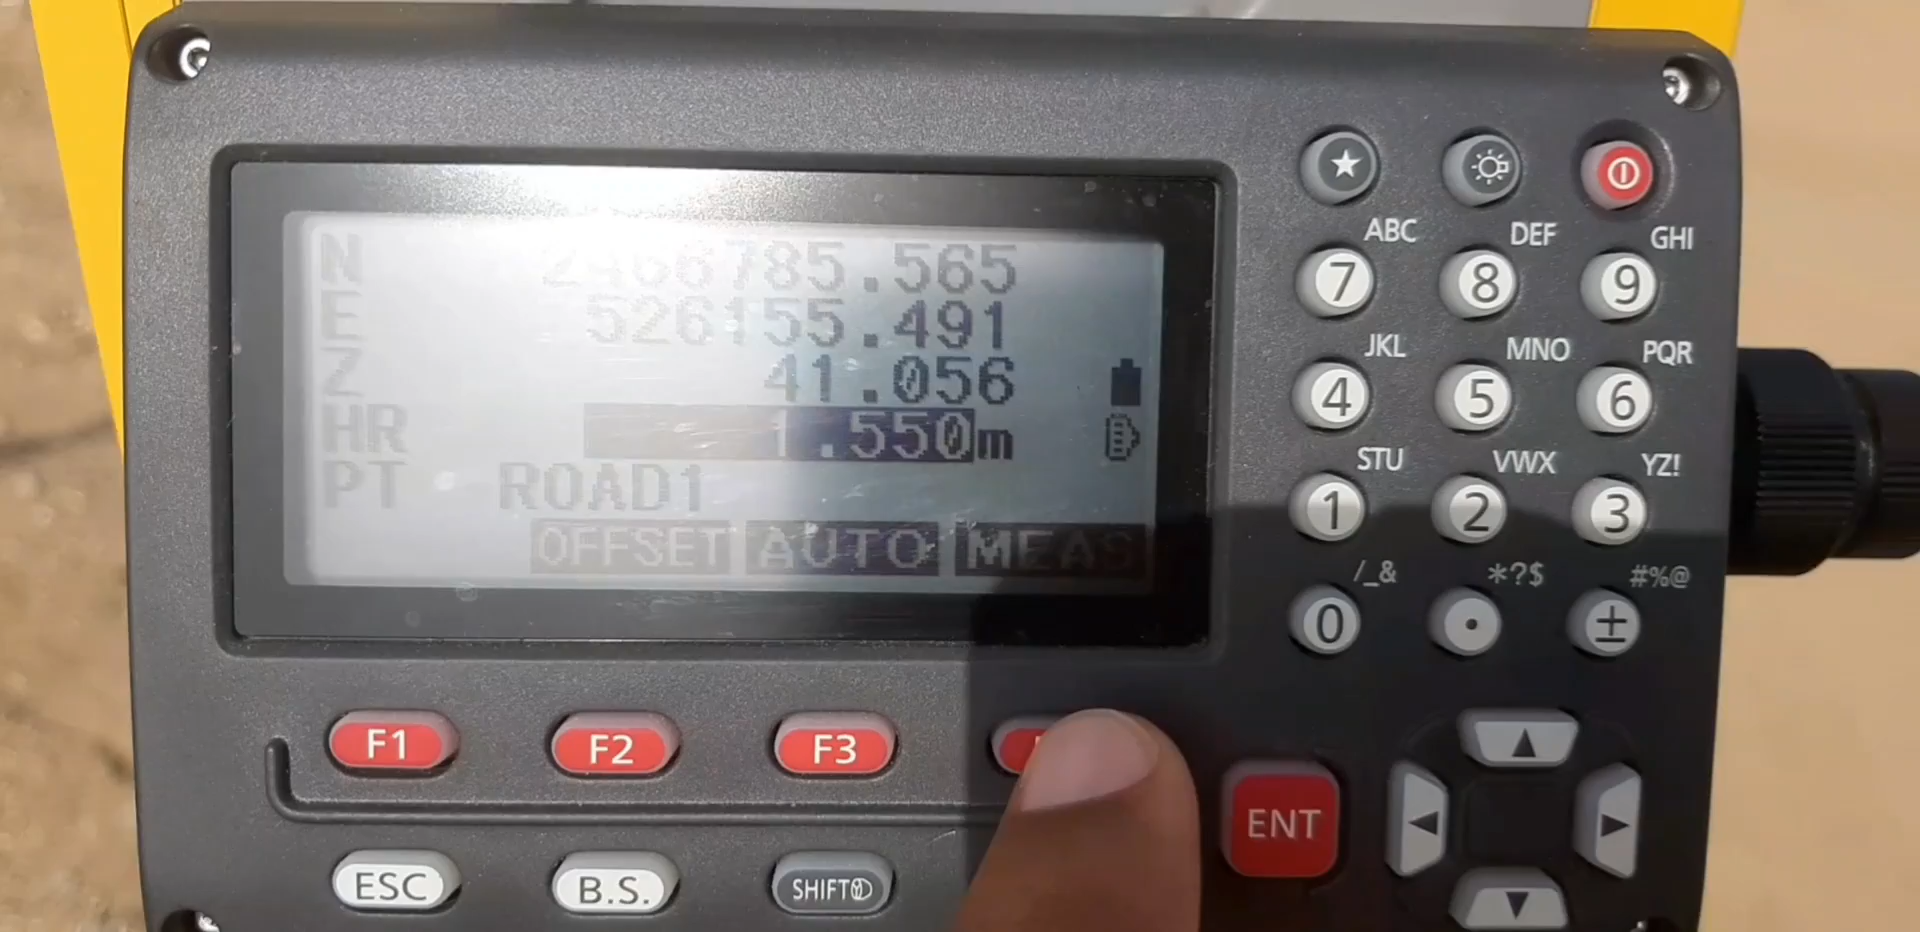 N 2466785.565
E 526155.491
Z 41.056
HR 1.550m
PT ROAD1
OFFSET AUTO MEAS
ABC DEF GHI
7 8 9
JKL MNO PQR
4 5 6
STU VWX YZ!
1 2 3
/_& *?$ #%@
0 . ±
F1 F2 F3
ENT
ESC B.S. SHIFT